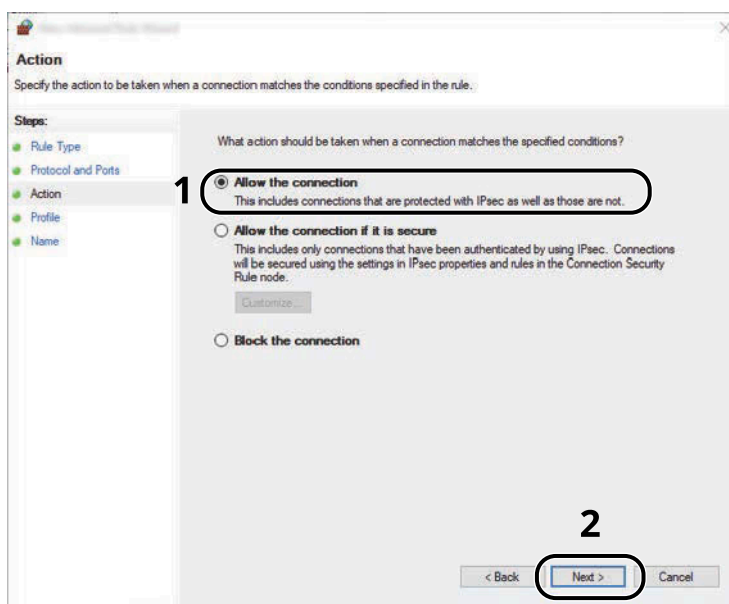 Action
Specify the action to be taken when a connection matches the conditions specified in the rule.
Steps:
Rule Type
Protocol and Ports
Action
Profile
Name
What action should be taken when a connection matches the specified conditions?
1
Allow the connection
This includes connections that are protected with IPsec as well as those are not.
Allow the connection if it is secure
This includes only connections that have been authenticated by using IPsec. Connections
will be secured using the settings in IPsec properties and rules in the Connection Security
Rule node.
Customize...
Block the connection
2
< Back
Next >
Cancel